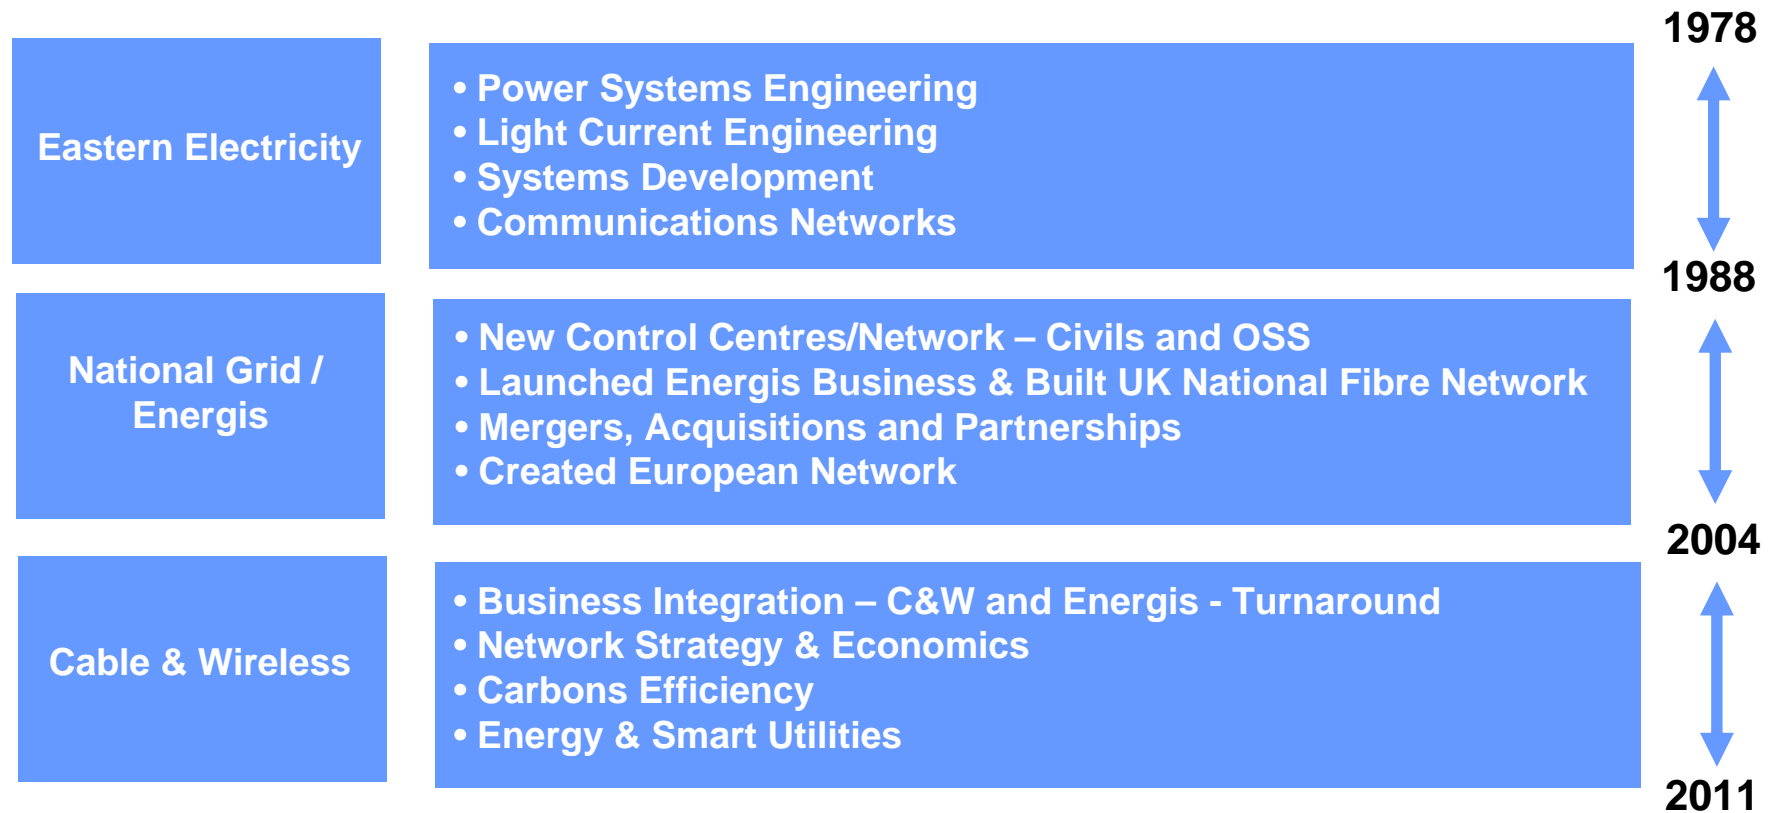 1978
Eastern Electricity
• Power Systems Engineering
• Light Current Engineering
• Systems Development
• Communications Networks
1988
National Grid /
Energis
• New Control Centres/Network – Civils and OSS
• Launched Energis Business & Built UK National Fibre Network
• Mergers, Acquisitions and Partnerships
• Created European Network
2004
Cable & Wireless
• Business Integration – C&W and Energis - Turnaround
• Network Strategy & Economics
• Carbons Efficiency
• Energy & Smart Utilities
2011